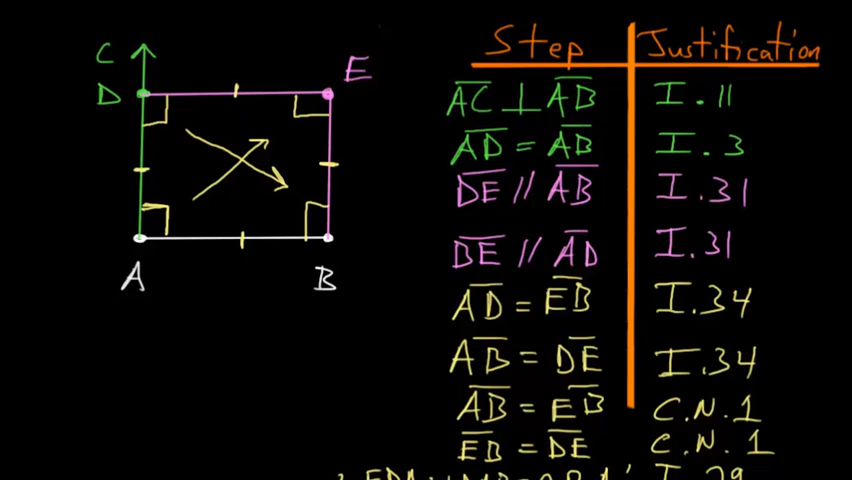 C
D
E
A
B
Step Justification
AC ⊥ AB I.11
AD = AB I.3
DE // AB I.31
BE // AD I.31
AD = EB I.34
AB = DE I.34
AB = EB C.N.1
EB = DE C.N.1
I.29